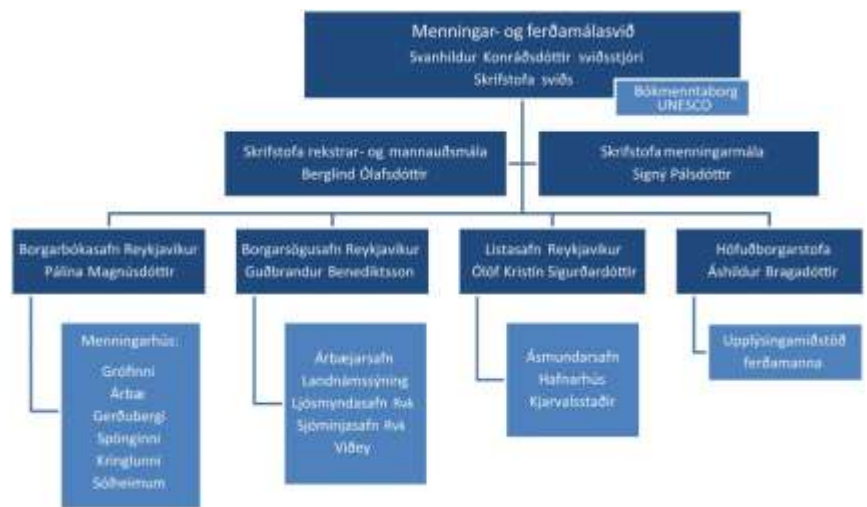 Menningar- og ferðamálasvið
Svanhildur Konráðsdóttir sviðsstjóri
Skrifstofa sviðs
Bókmenntaborg
UNESCO
Skrifstofa rekstrar- og mannauðsmála
Berglind Ólafsdóttir
Skrifstofa menningarmála
Signý Pálsdóttir
Borgarbókasafn Reykjavíkur
Pálína Magnúsdóttir
Borgarsögusafn Reykjavíkur
Guðbrandur Benediktsson
Listasafn Reykjavíkur
Ólöf Kristín Sigurðardóttir
Höfuðborgarstofa
Áshildur Bragadóttir
Menningarhús:
Grófinni
Árbæ
Gerðubergi
Spönginni
Kringlunni
Sólheimum
Árbæjarsafn
Landnámssýning
Ljósmyndasafn Rvk
Sjóminjasafn Rvk
Viðey
Ásmundarsafn
Hafnarhús
Kjarvalsstaðir
Upplýsingamiðstöð
ferðamanna